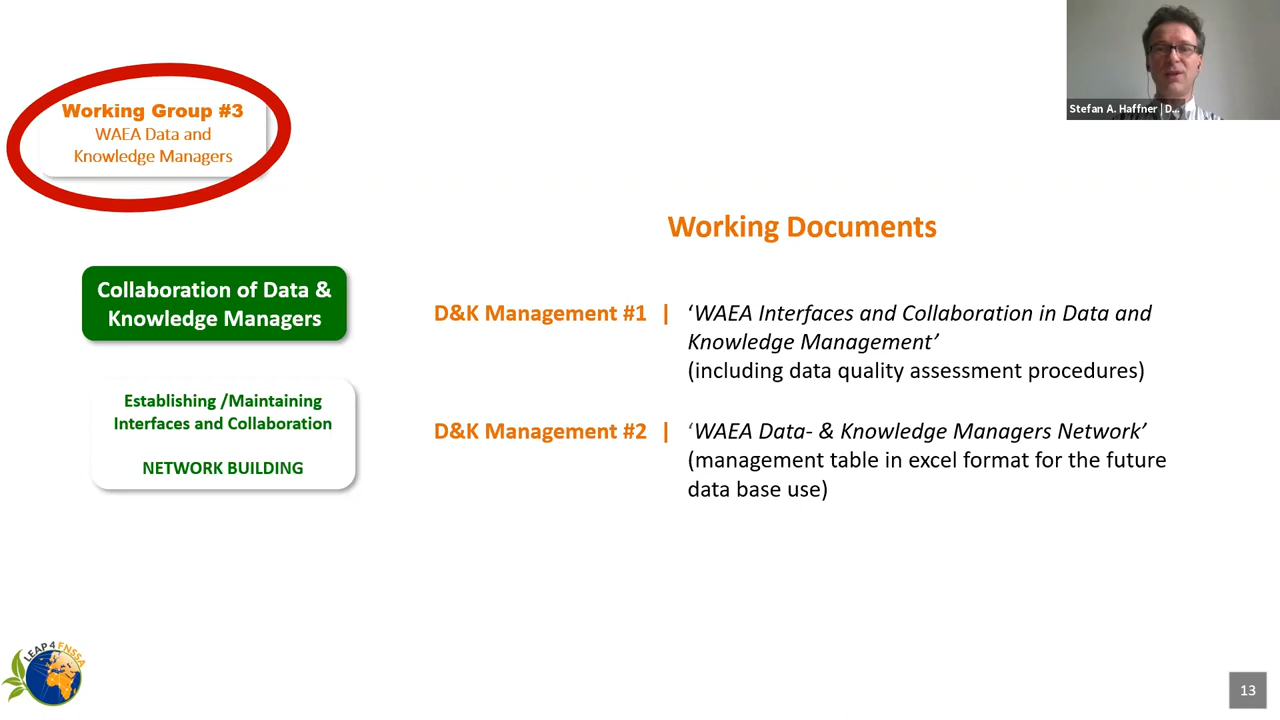 Working Group #3
WAEA Data and
Knowledge Managers
Stefan A. Haffner | D...
Working Documents
Collaboration of Data &
Knowledge Managers
Establishing /Maintaining
Interfaces and Collaboration
NETWORK BUILDING
D&K Management #1 | ‘WAEA Interfaces and Collaboration in Data and
Knowledge Management’
(including data quality assessment procedures)
D&K Management #2 | ‘WAEA Data- & Knowledge Managers Network’
(management table in excel format for the future
data base use)
LEAP4FNSSA
13